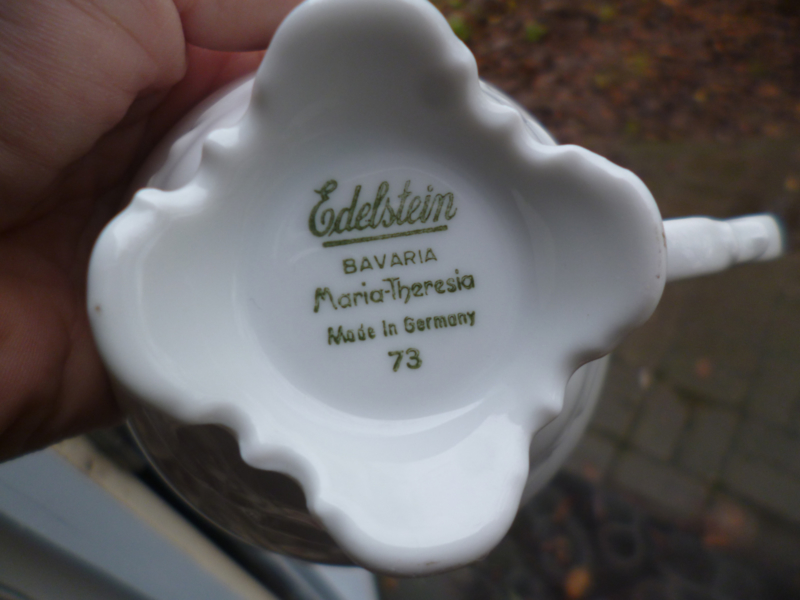 Edelstein
BAVARIA
Maria-Theresia
Made in Germany
73